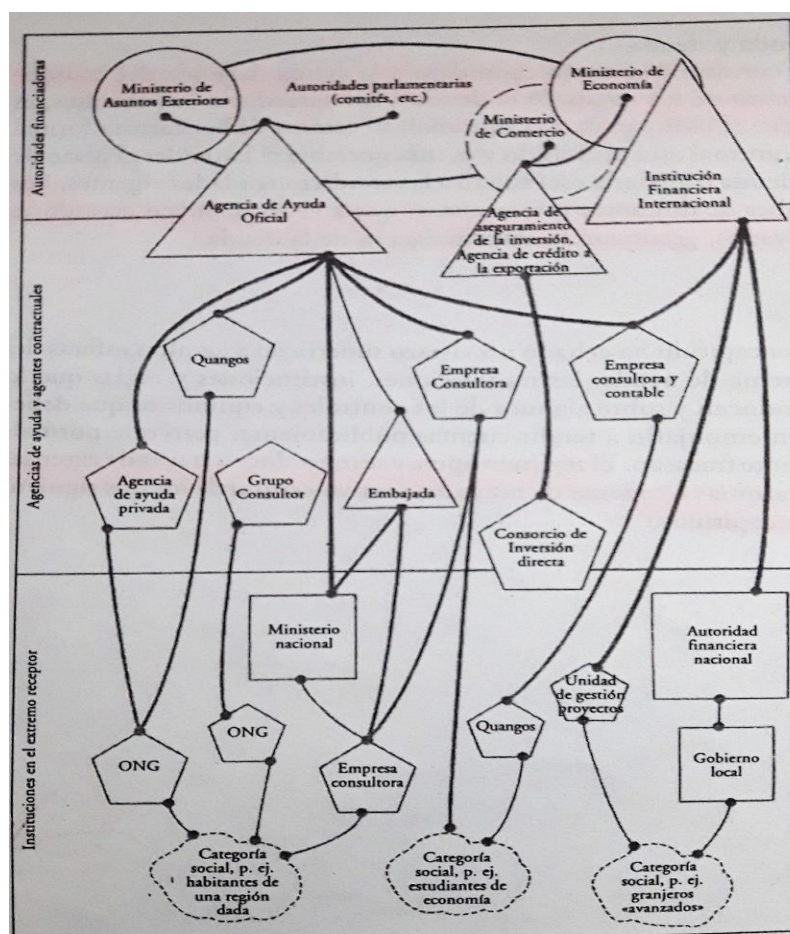 Autoridades financiadoras
Ministerio de
Asuntos Exteriores
Autoridades parlamentarias
(comités, etc.)
Ministerio de
Economía
Ministerio
de Comercio
Agencia de Ayuda
Oficial
Agencia de
aseguramiento
de la inversión.
Agencia de crédito a
la exportación
Institución
Financiera
Internacional
Agencias de ayuda y agentes contractuales
Quangos
Empresa
Consultora
Empresa
consultora y
contable
Agencia
de ayuda
privada
Grupo
Consultor
Embajada
Consorcio de
Inversión
directa
Instituciones en el extremo receptor
Ministerio
nacional
Autoridad
financiera
nacional
Unidad
de gestión
proyectos
ONG
ONG
Empresa
consultora
Quangos
Gobierno
local
Categoría
social, p. ej.
habitantes de
una región
dada
Categoría
social, p. ej.
estudiantes de
economía
Categoría
social, p. ej.
granjeros
«avanzados»